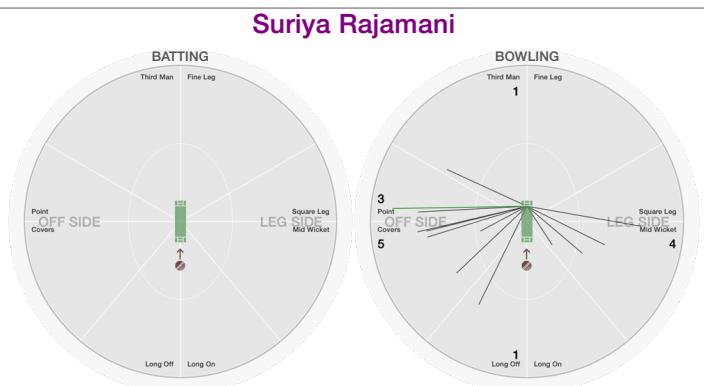 Suriya Rajamani
BATTING
Third Man Fine Leg
Point
OFF SIDE
Covers
Square Leg
LEG SIDE
Mid Wicket
Long Off Long On
BOWLING
Third Man Fine Leg
1
3
Point
OFF SIDE
Covers
5
Square Leg
LEG SIDE
Mid Wicket
4
1
Long Off Long On